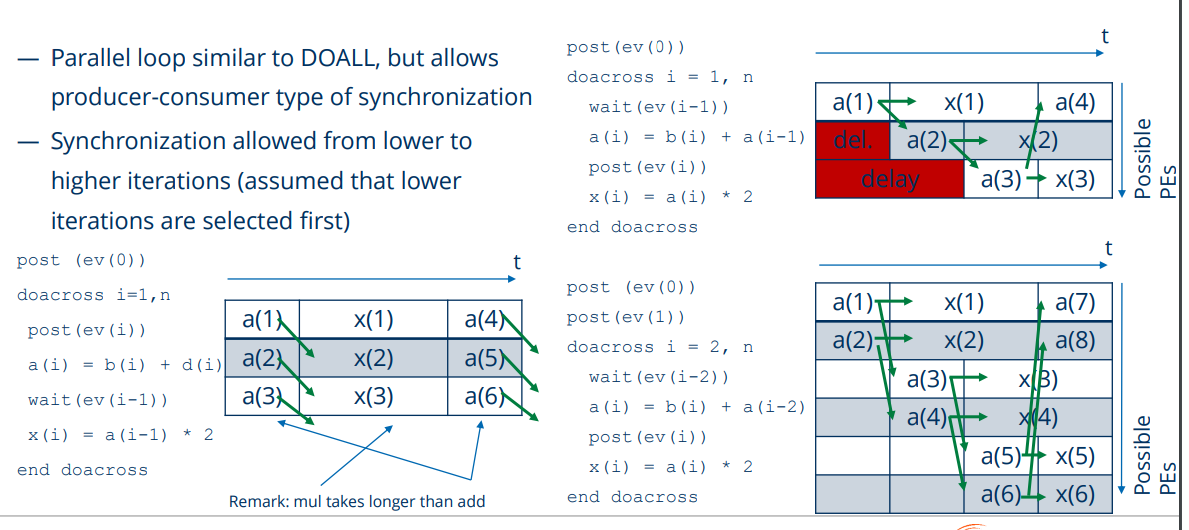 — Parallel loop similar to DOALL, but allows
producer-consumer type of synchronization
— Synchronization allowed from lower to
higher iterations (assumed that lower
iterations are selected first)
post (ev(0))
doacross i=1,n
post(ev(i))
a(i) = b(i) + d(i)
wait(ev(i-1))
x(i) = a(i-1) * 2
end doacross
t
a(1) x(1) a(4)
a(2) x(2) a(5)
a(3) x(3) a(6)
Remark: mul takes longer than add
post(ev(0))
doacross i = 1, n
wait(ev(i-1))
a(i) = b(i) + a(i-1)
post(ev(i))
x(i) = a(i) * 2
end doacross
t
a(1) x(1) a(4)
del. a(2) x(2)
delay a(3) x(3)
Possible
PEs
post (ev(0))
post(ev(1))
doacross i = 2, n
wait(ev(i-2))
a(i) = b(i) + a(i-2)
post(ev(i))
x(i) = a(i) * 2
end doacross
t
a(1) x(1) a(7)
a(2) x(2) a(8)
a(3) x(3)
a(4) x(4)
a(5) x(5)
a(6) x(6)
Possible
PEs